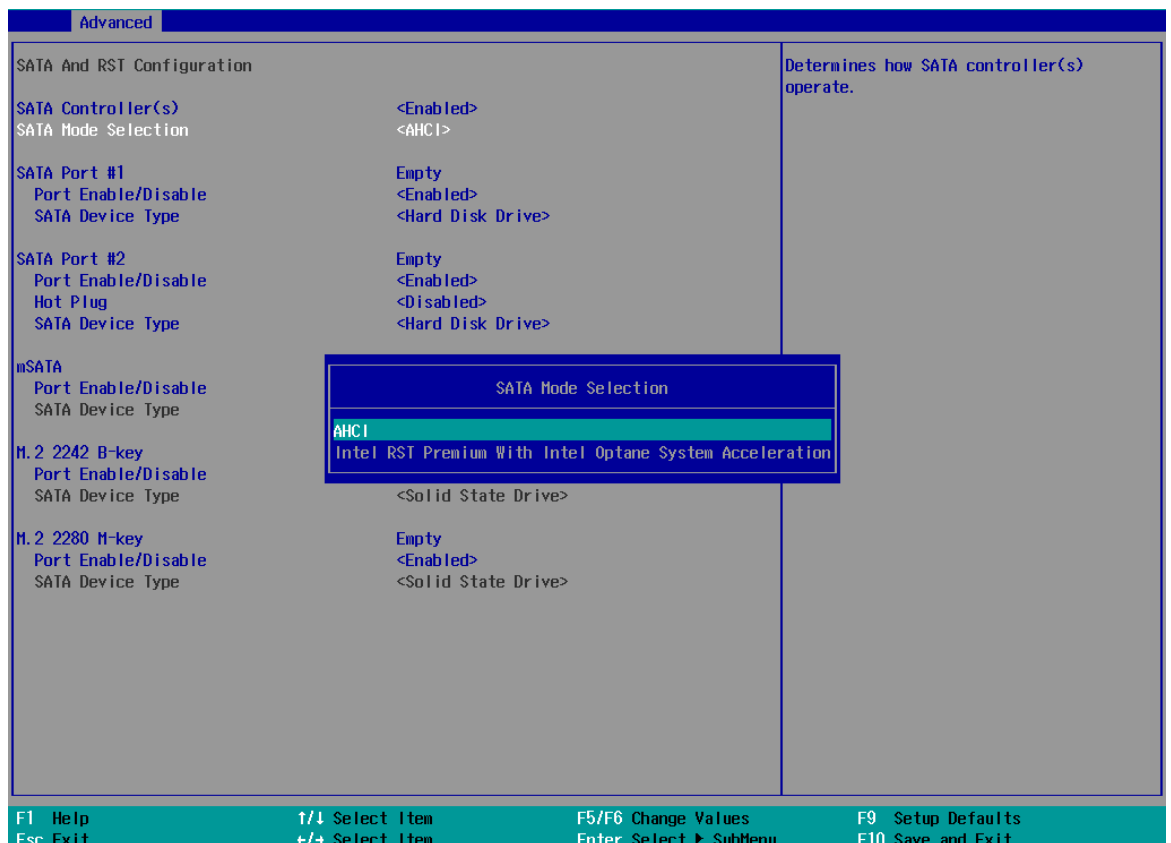 Advanced
SATA And RST Configuration
Determines how SATA controller(s)
operate.
SATA Controller(s) <Enabled>
SATA Mode Selection <AHCI>
SATA Port #1 Empty
Port Enable/Disable <Enabled>
SATA Device Type <Hard Disk Drive>
SATA Port #2 Empty
Port Enable/Disable <Enabled>
Hot Plug <Disabled>
SATA Device Type <Hard Disk Drive>
mSATA
Port Enable/Disable
SATA Device Type
SATA Mode Selection
AHCI
Intel RST Premium With Intel Optane System Acceleration
M.2 2242 B-key
Port Enable/Disable
SATA Device Type <Solid State Drive>
M.2 2280 M-key Empty
Port Enable/Disable <Enabled>
SATA Device Type <Solid State Drive>
F1 Help ↑/↓ Select Item F5/F6 Change Values F9 Setup Defaults
Esc Exit ←/→ Select Item Enter Select ▶ SubMenu F10 Save and Exit